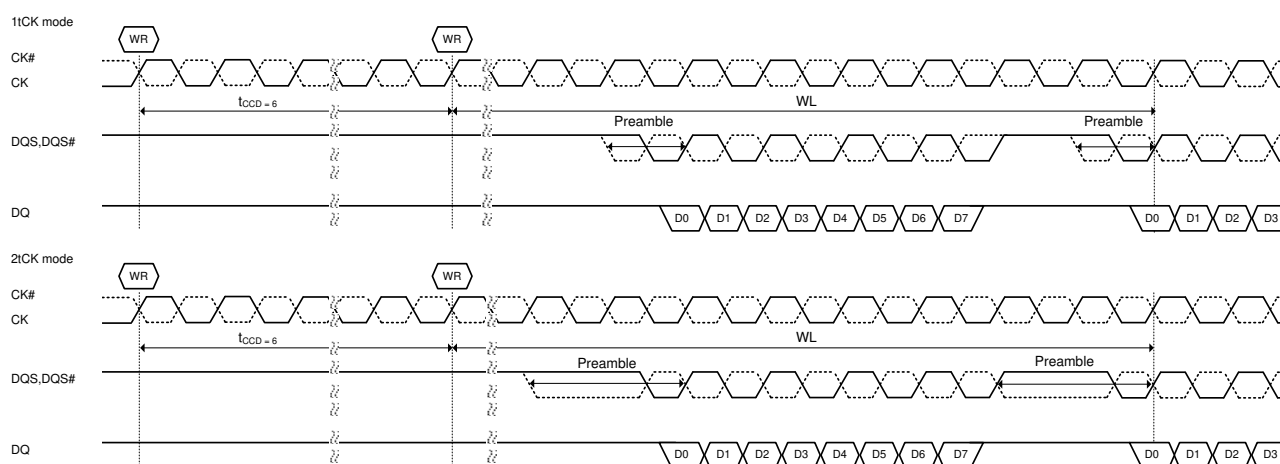 1tCK mode
WR WR
CK#
CK
tCCD = 6 WL
Preamble Preamble
DQS,DQS#
DQ D0 D1 D2 D3 D4 D5 D6 D7 D0 D1 D2 D3
2tCK mode
WR WR
CK#
CK
tCCD = 6 WL
Preamble Preamble
DQS,DQS#
DQ D0 D1 D2 D3 D4 D5 D6 D7 D0 D1 D2 D3